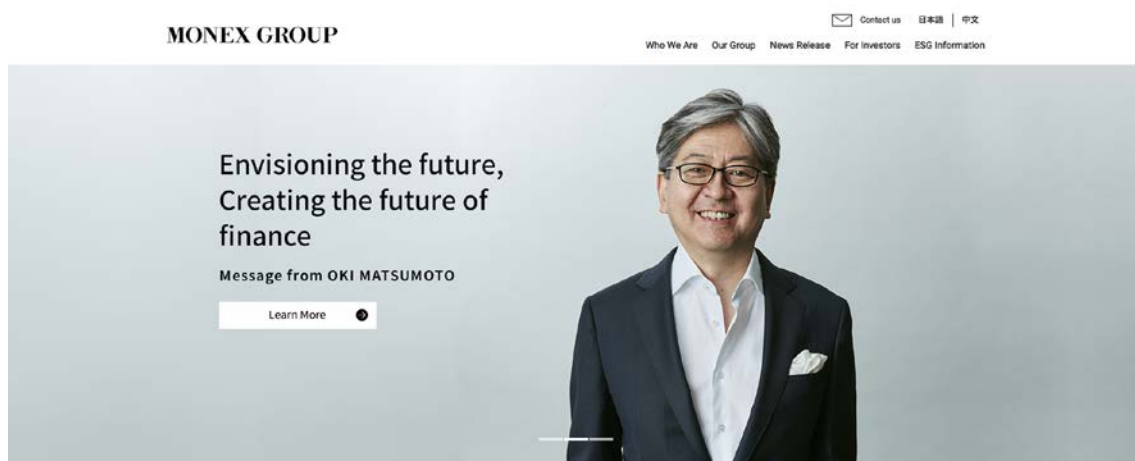 MONEX GROUP
Contact us
日本語
中文
Who We Are
Our Group
News Release
For Investors
ESG Information
Envisioning the future,
Creating the future of
finance
Message from OKI MATSUMOTO
Learn More